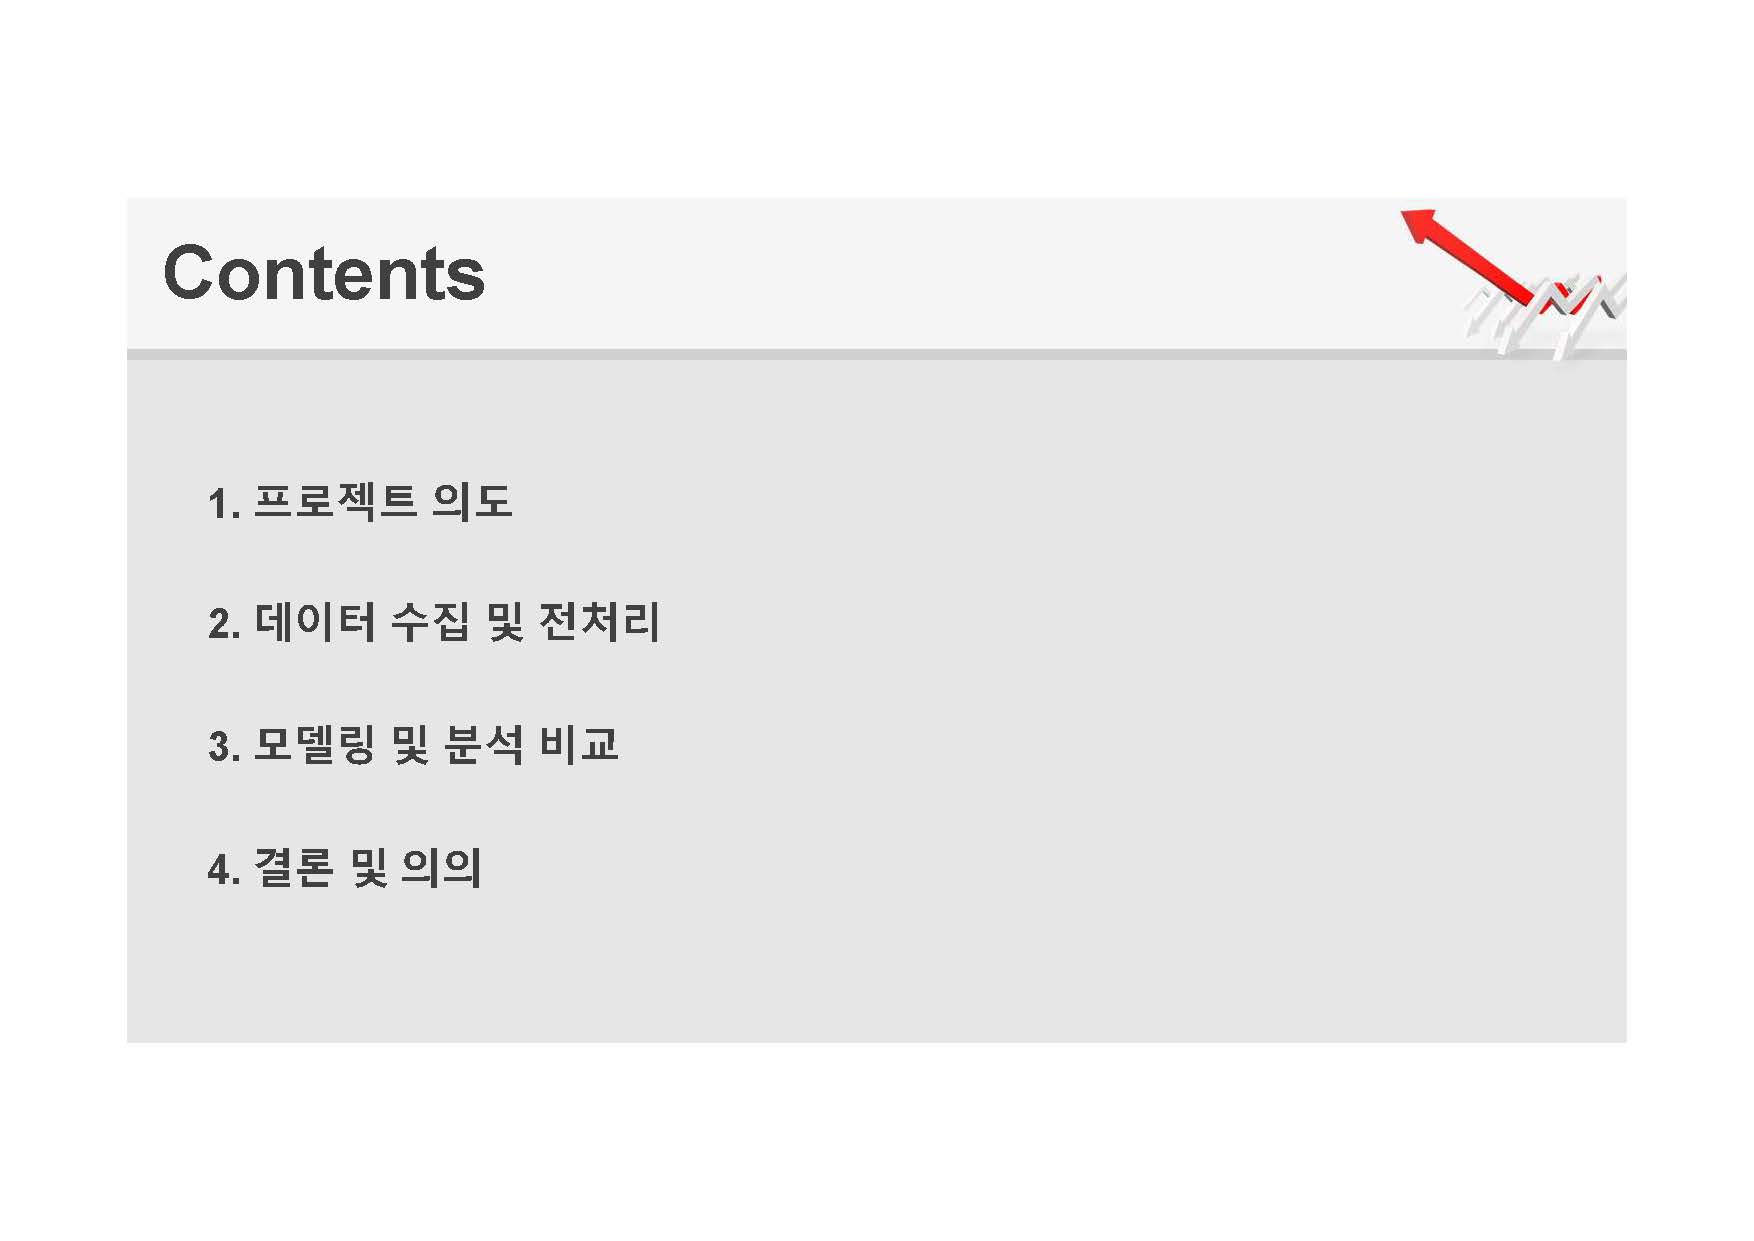 Contents
1. 프로젝트 의도
2. 데이터 수집 및 전처리
3. 모델링 및 분석 비교
4. 결론 및 의의